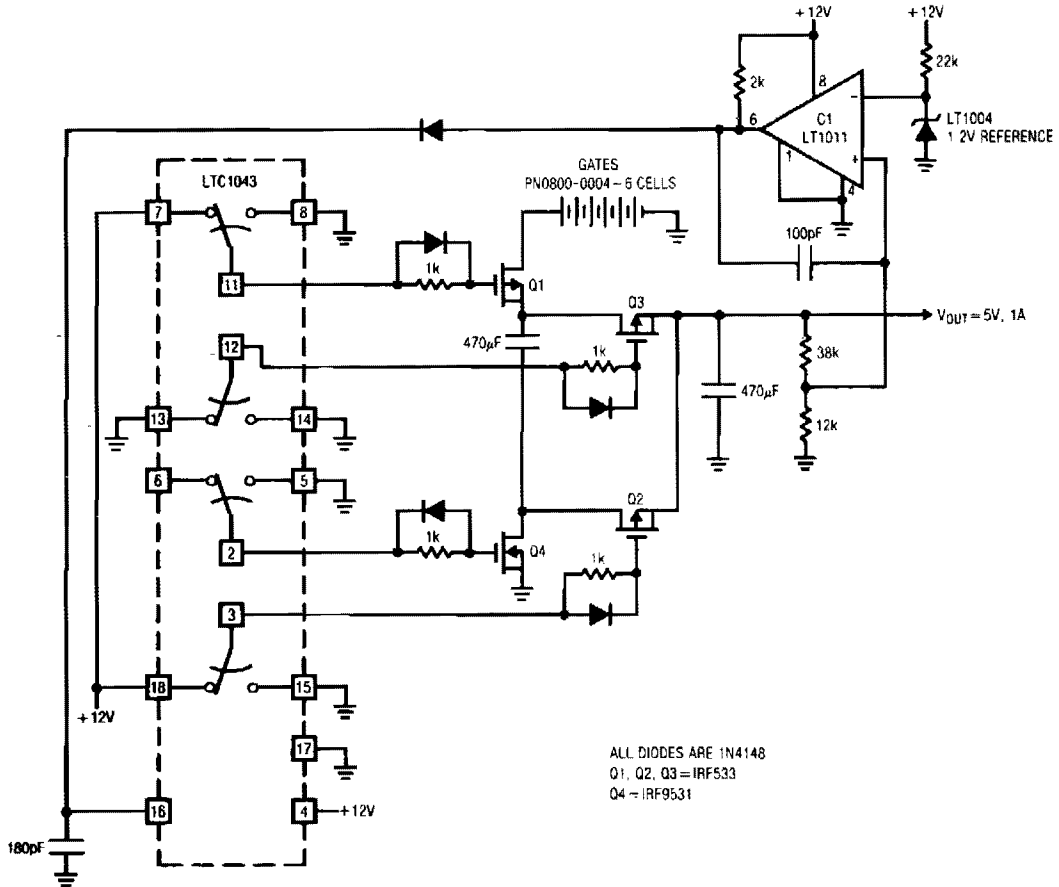 +12V
+12V
2k
8
22k
6
C1
LT1011
−
+
1
4
LT1004
1 2V REFERENCE
GATES
PN0800-0004–6 CELLS
LTC1043
7
8
100pF
11
1k
Q1
Q3
VOUT = 5V, 1A
470µF
12
1k
38k
470µF
13
14
12k
6
5
Q2
1k
Q4
2
1k
3
18
15
+12V
17
ALL DIODES ARE 1N4148
Q1, Q2, Q3 = IRF533
Q4 – IRF9531
16
4
+12V
180pF